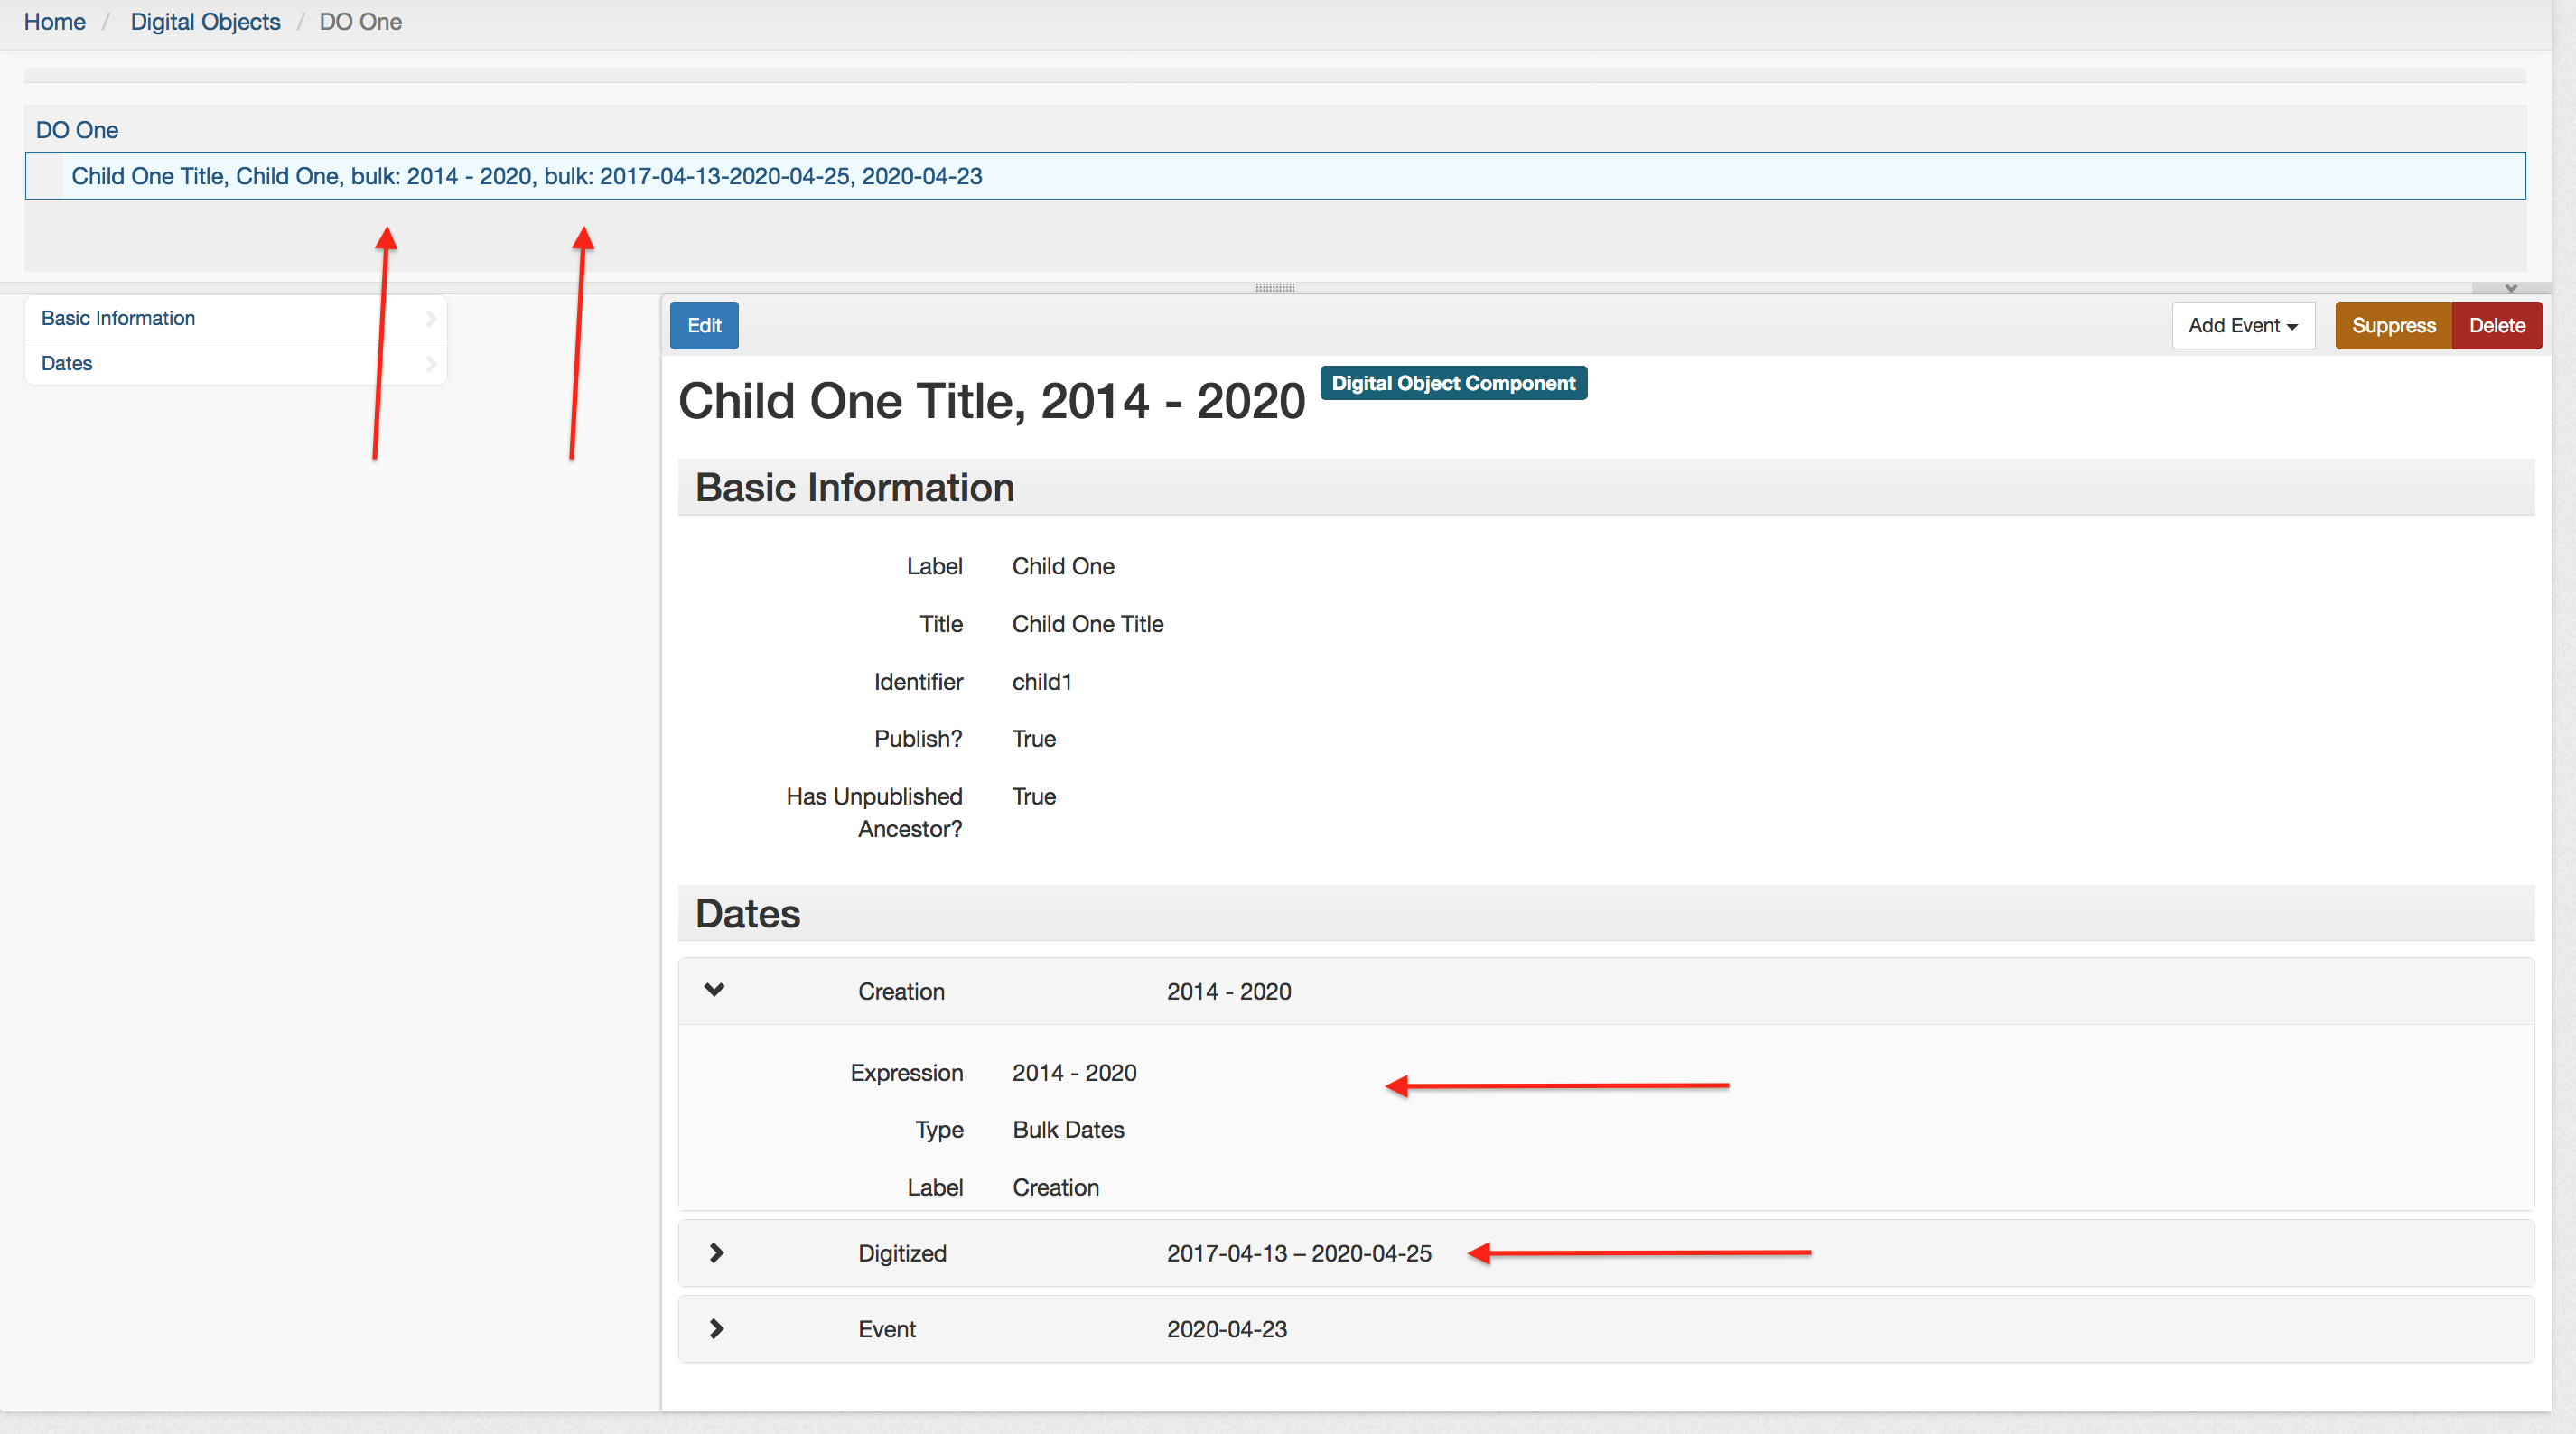 Home / Digital Objects / DO One
DO One
Child One Title, Child One, bulk: 2014 - 2020, bulk: 2017-04-13-2020-04-25, 2020-04-23
Basic Information
Dates
Edit
Add Event
Suppress
Delete
Child One Title, 2014 - 2020 Digital Object Component
Basic Information
Label Child One
Title Child One Title
Identifier child1
Publish? True
Has Unpublished True
Ancestor?
Dates
Creation 2014 - 2020
Expression 2014 - 2020
Type Bulk Dates
Label Creation
Digitized 2017-04-13 – 2020-04-25
Event 2020-04-23